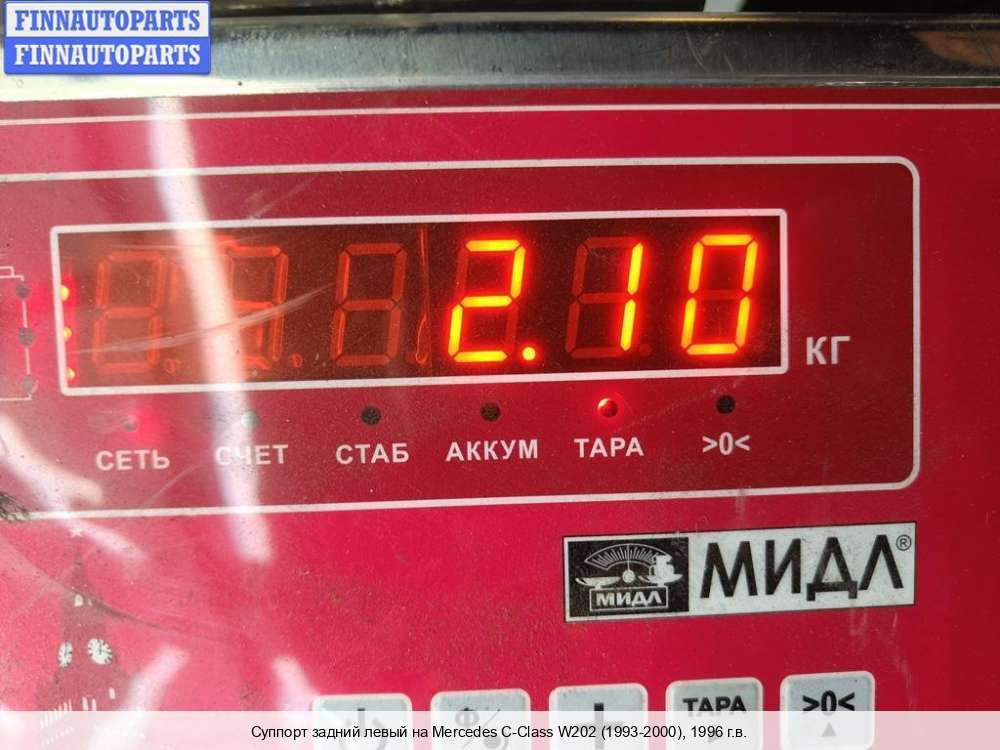 FINNAUTOPARTS
FINNAUTOPARTS
2.10
КГ
СЕТЬ СЧЕТ СТАБ АККУМ ТАРА >0<
МИДЛ МИДЛ®
ТАРА >0<
Суппорт задний левый на Mercedes C-Class W202 (1993-2000), 1996 г.в.